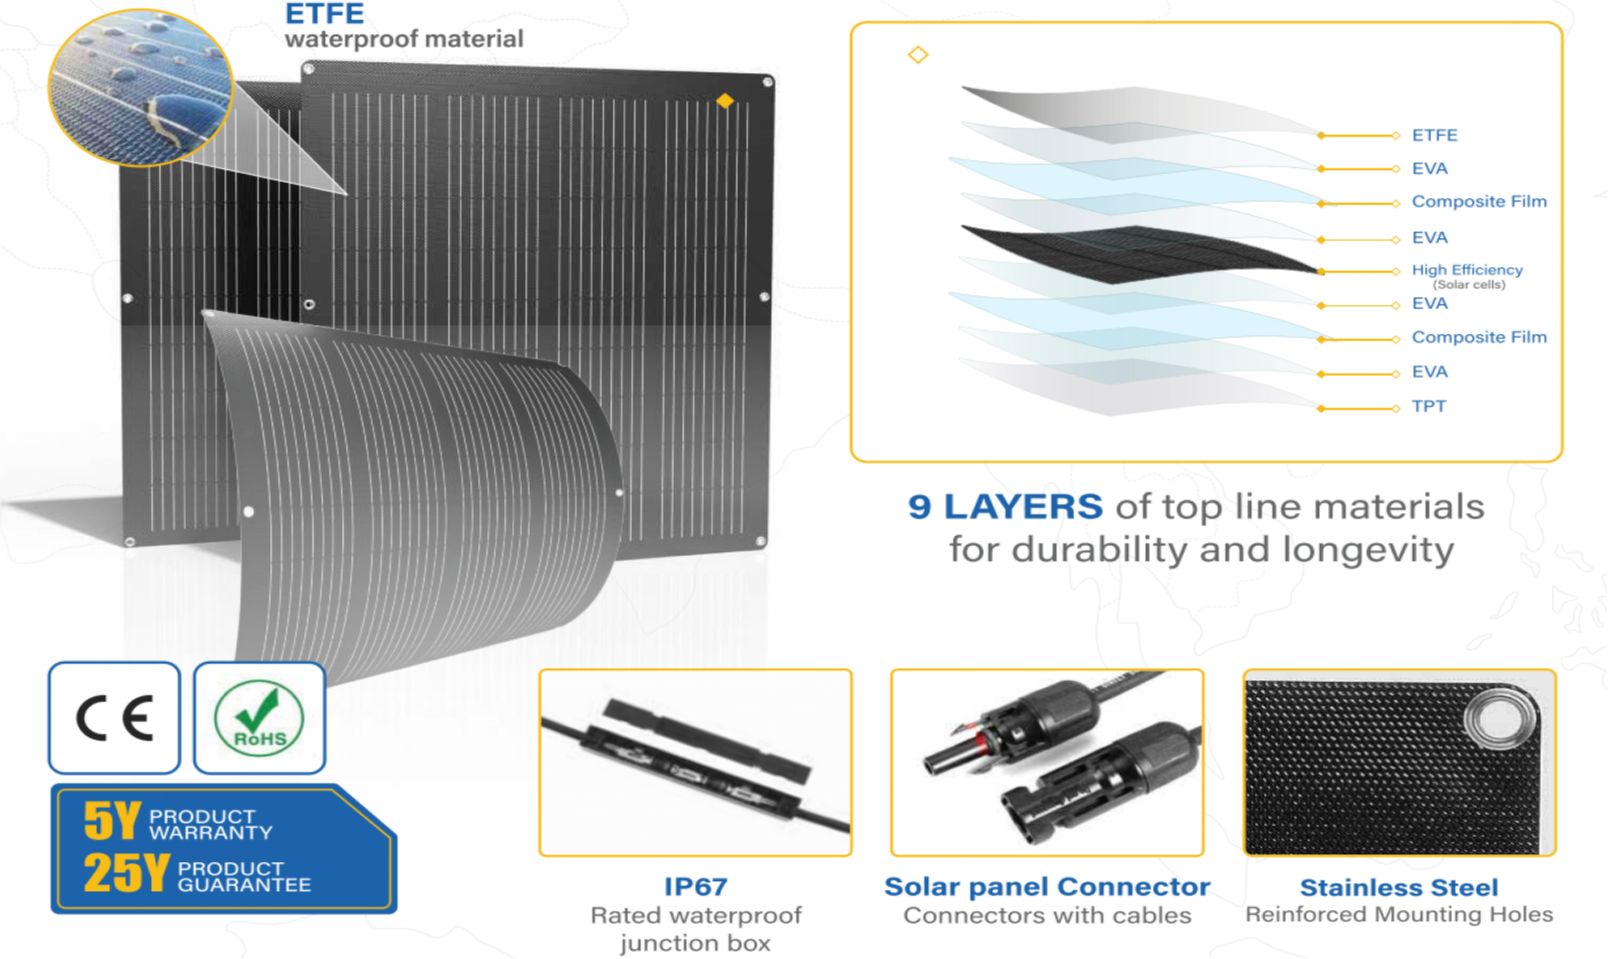 ETFE
waterproof material
ETFE
EVA
Composite Film
EVA
High Efficiency
(Solar cells)
EVA
Composite Film
EVA
TPT
9 LAYERS of top line materials
for durability and longevity
CE
RoHS
5Y PRODUCT
WARRANTY
25Y PRODUCT
GUARANTEE
IP67
Rated waterproof
junction box
Solar panel Connector
Connectors with cables
Stainless Steel
Reinforced Mounting Holes